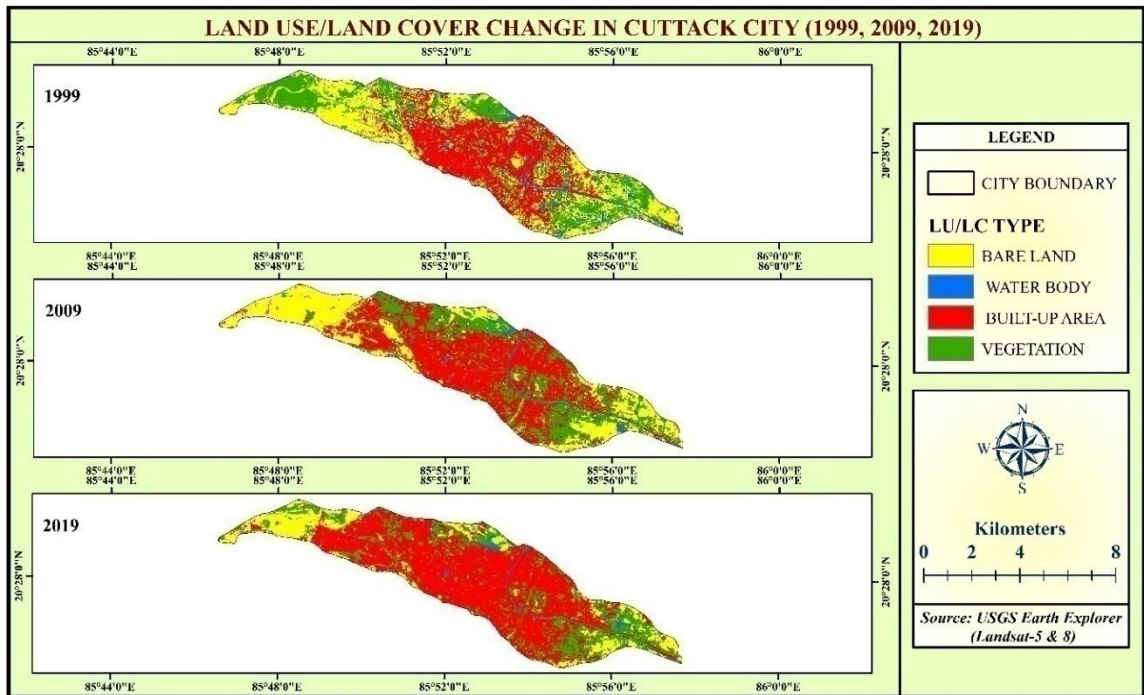 LAND USE/LAND COVER CHANGE IN CUTTACK CITY (1999, 2009, 2019)
85°44'0"E 85°48'0"E 85°52'0"E 85°56'0"E 86°0'0"E
1999
20°28'0"N 20°28'0"N
85°44'0"E 85°48'0"E 85°52'0"E 85°56'0"E 86°0'0"E
85°44'0"E 85°48'0"E 85°52'0"E 85°56'0"E 86°0'0"E
2009
20°28'0"N 20°28'0"N
85°44'0"E 85°48'0"E 85°52'0"E 85°56'0"E 86°0'0"E
85°44'0"E 85°48'0"E 85°52'0"E 85°56'0"E 86°0'0"E
2019
20°28'0"N 20°28'0"N
85°44'0"E 85°48'0"E 85°52'0"E 85°56'0"E 86°0'0"E
LEGEND
CITY BOUNDARY
LU/LC TYPE
BARE LAND
WATER BODY
BUILT-UP AREA
VEGETATION
N
W E
S
Kilometers
0 2 4 8
Source: USGS Earth Explorer
(Landsat-5 & 8)